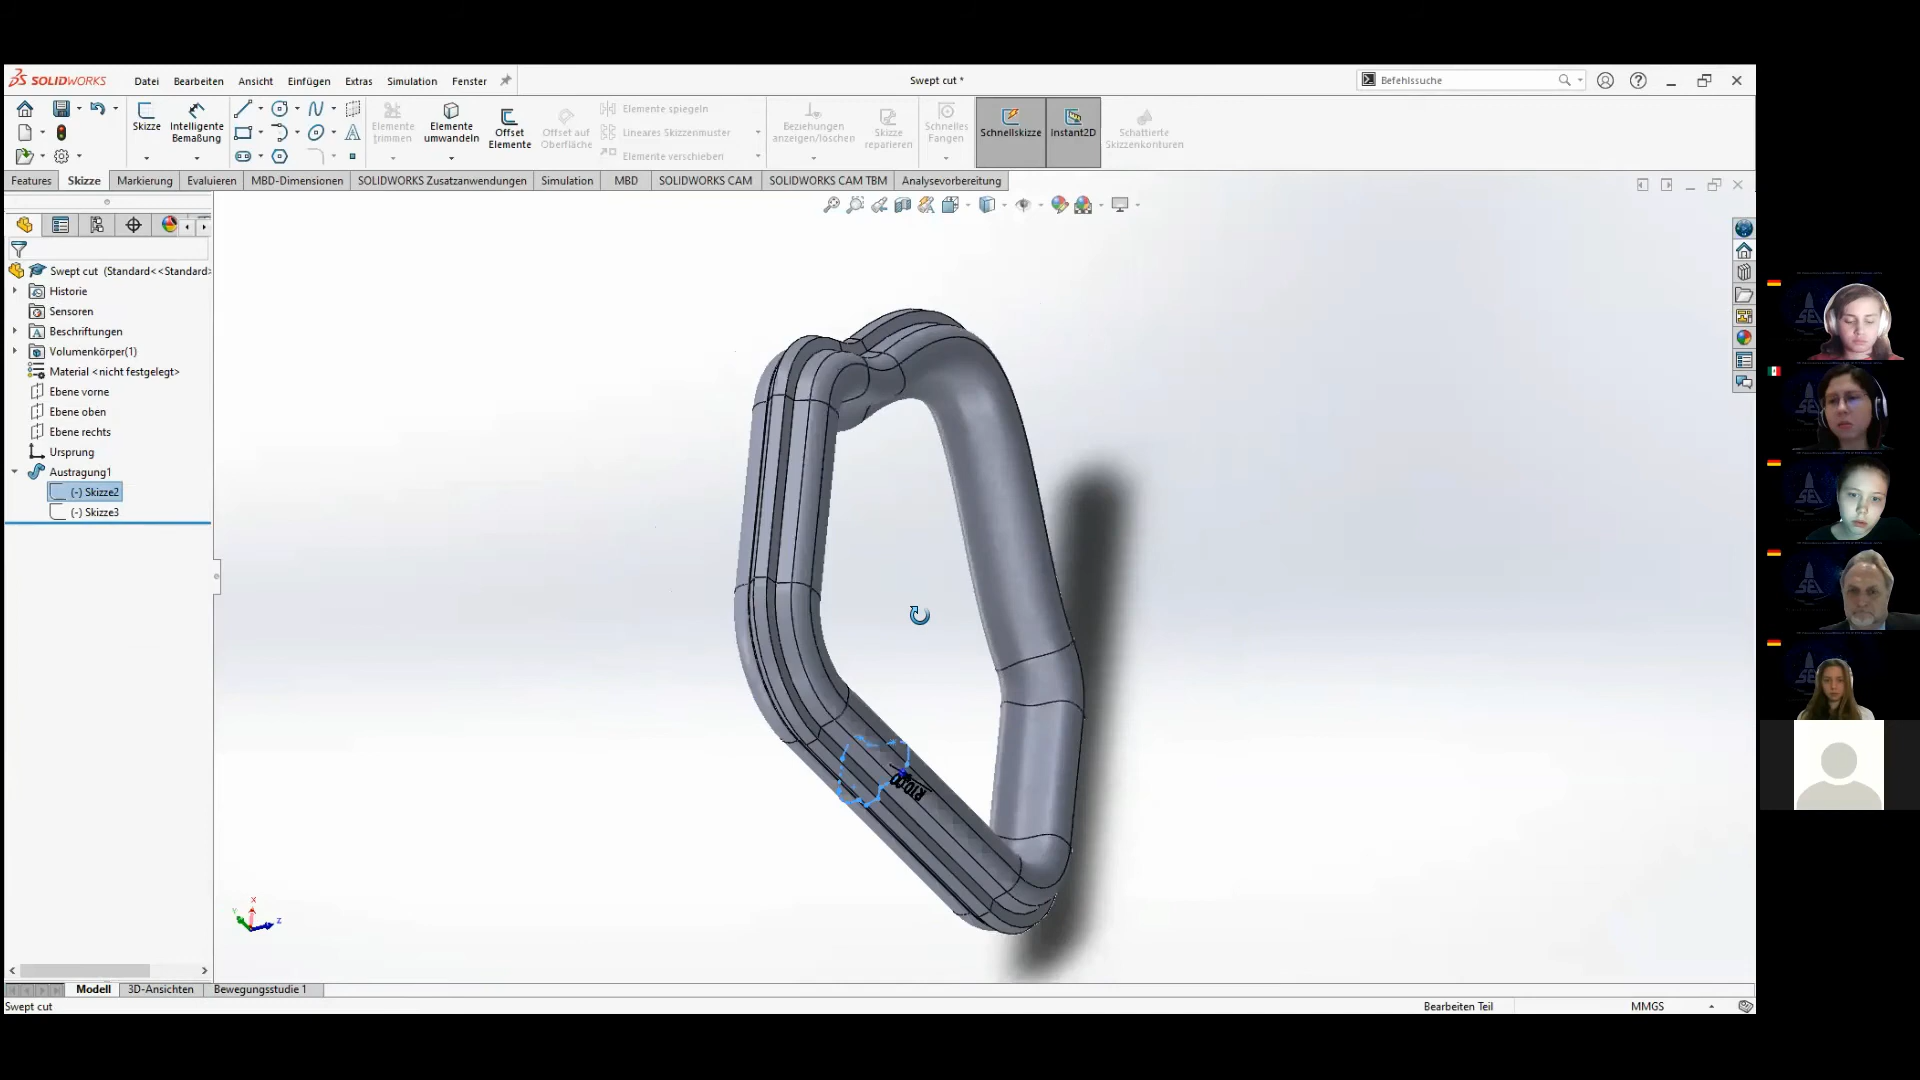 SOLIDWORKS
Datei
Bearbeiten
Ansicht
Einfügen
Extras
Simulation
Fenster
Swept cut *
Befehlssuche
Skizze
Intelligente
Bemaßung
Elemente
trimmen
Elemente
umwandeln
Offset
Elemente
Offset auf
Oberfläche
Elemente spiegeln
Lineares Skizzenmuster
Elemente verschieben
Beziehungen
anzeigen/löschen
Skizze
reparieren
Schnelles
Fangen
Schnellskizze
Instant2D
Schattierte
Skizzenkonturen
Features
Skizze
Markierung
Evaluieren
MBD-Dimensionen
SOLIDWORKS Zusatzanwendungen
Simulation
MBD
SOLIDWORKS CAM
SOLIDWORKS CAM TBM
Analysevorbereitung
Swept cut (Standard<<Standard>
Historie
Sensoren
Beschriftungen
Volumenkörper(1)
Material <nicht festgelegt>
Ebene vorne
Ebene oben
Ebene rechts
Ursprung
Austragung1
(-) Skizze2
(-) Skizze3
X
Y
Z
Modell
3D-Ansichten
Bewegungsstudie 1
Swept cut
Bearbeiten Teil
MMGS